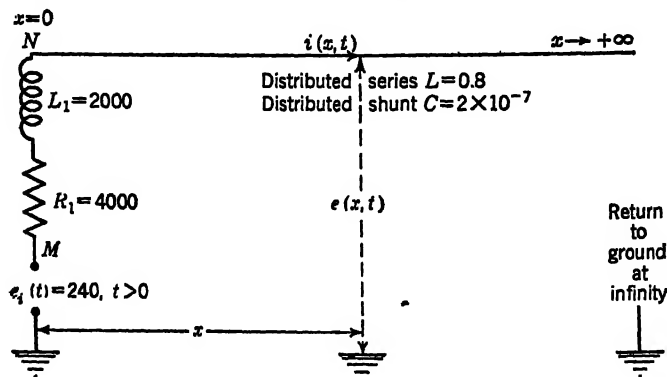 x=0
N
i(x,t)
x→ +∞
L₁=2000
Distributed series L=0.8
Distributed shunt C=2×10⁻⁷
R₁=4000
e(x,t)
M
eᵢ(t)=240, t>0
x
Return
to
ground
at
infinity